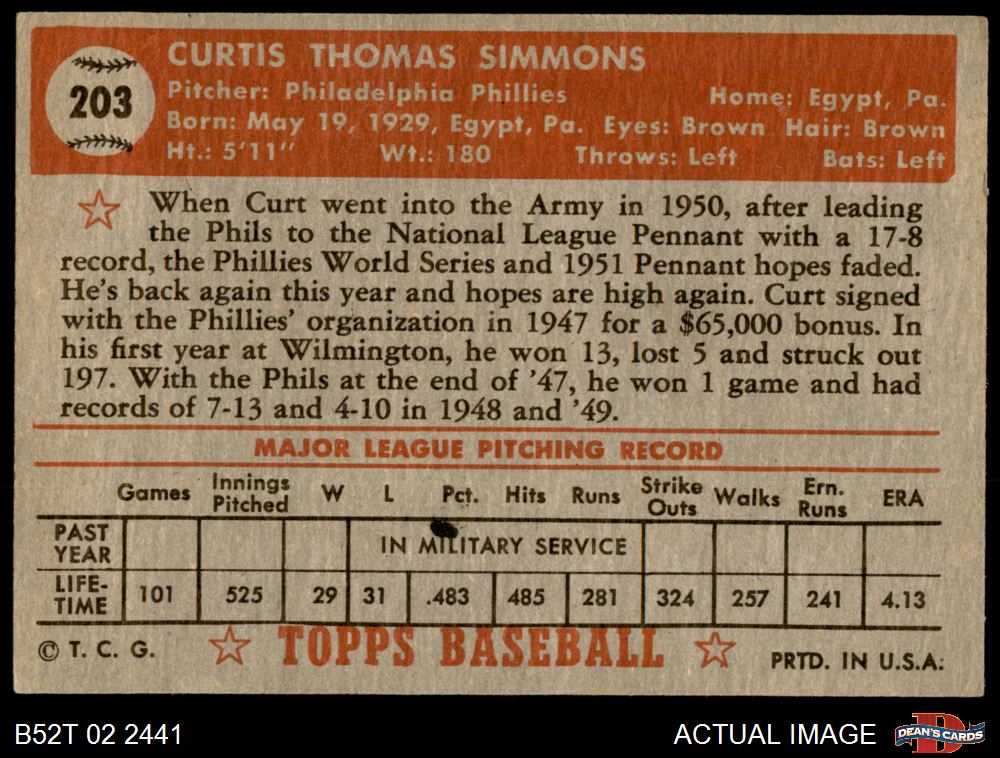 203
CURTIS THOMAS SIMMONS
Pitcher: Philadelphia Phillies Home: Egypt, Pa.
Born: May 19, 1929, Egypt, Pa. Eyes: Brown Hair: Brown
Ht.: 5'11" Wt.: 180 Throws: Left Bats: Left
When Curt went into the Army in 1950, after leading
the Phils to the National League Pennant with a 17-8
record, the Phillies World Series and 1951 Pennant hopes faded.
He's back again this year and hopes are high again. Curt signed
with the Phillies' organization in 1947 for a $65,000 bonus. In
his first year at Wilmington, he won 13, lost 5 and struck out
197. With the Phils at the end of '47, he won 1 game and had
records of 7-13 and 4-10 in 1948 and '49.
MAJOR LEAGUE PITCHING RECORD
Games Innings Pitched W L Pct. Hits Runs Strike Outs Walks Ern. Runs ERA
PAST YEAR IN MILITARY SERVICE
LIFE-TIME 101 525 29 31 .483 485 281 324 257 241 4.13
© T. C. G. TOPPS BASEBALL PRTD. IN U.S.A:
B52T 02 2441 ACTUAL IMAGE DEAN'S CARDS